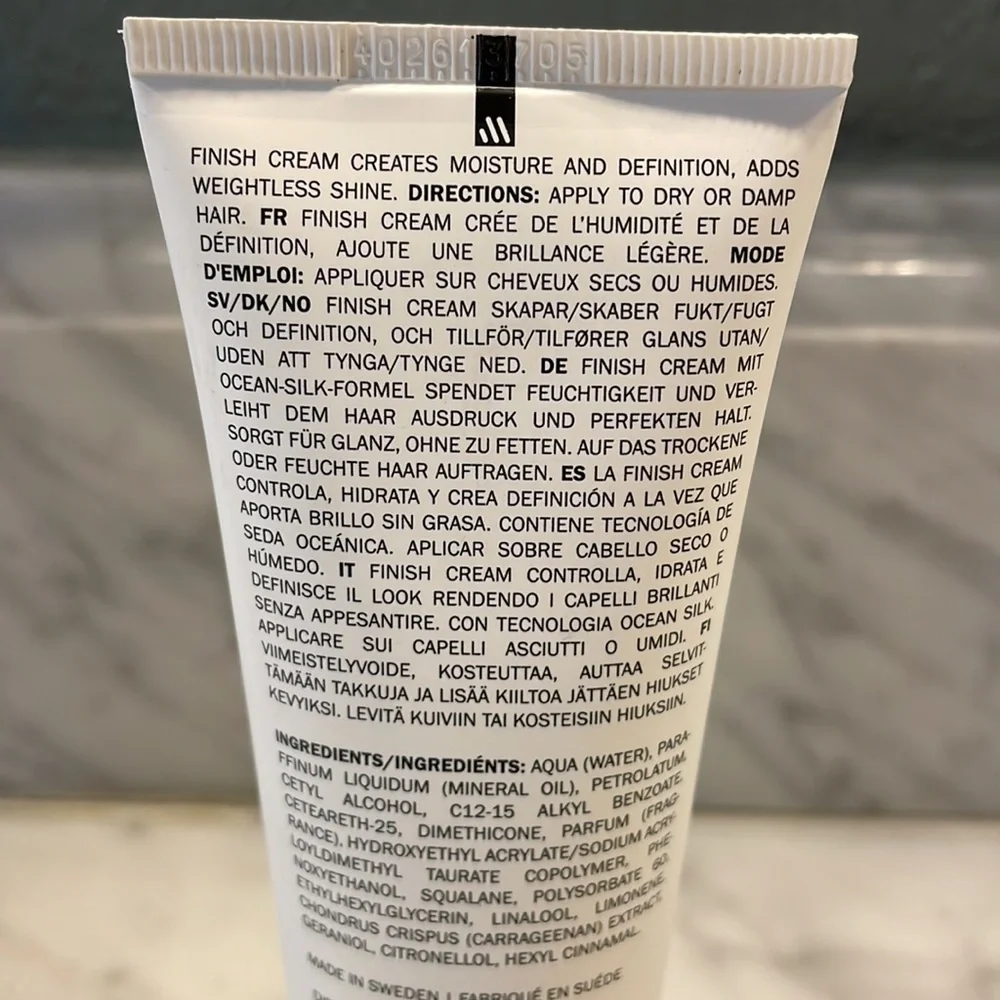 402613705
FINISH CREAM CREATES MOISTURE AND DEFINITION, ADDS
WEIGHTLESS SHINE. DIRECTIONS: APPLY TO DRY OR DAMP
HAIR. FR FINISH CREAM CRÉE DE L'HUMIDITÉ ET DE LA
DÉFINITION, AJOUTE UNE BRILLANCE LÉGÈRE. MODE
D'EMPLOI: APPLIQUER SUR CHEVEUX SECS OU HUMIDES.
SV/DK/NO FINISH CREAM SKAPAR/SKABER FUKT/FUGT
OCH DEFINITION, OCH TILLFÖR/TILFØRER GLANS UTAN/
UDEN ATT TYNGA/TYNGE NED. DE FINISH CREAM MIT
OCEAN-SILK-FORMEL SPENDET FEUCHTIGKEIT UND VER-
LEIHT DEM HAAR AUSDRUCK UND PERFEKTEN HALT.
SORGT FÜR GLANZ, OHNE ZU FETTEN. AUF DAS TROCKENE
ODER FEUCHTE HAAR AUFTRAGEN. ES LA FINISH CREAM
CONTROLA, HIDRATA Y CREA DEFINICIÓN A LA VEZ QUE
APORTA BRILLO SIN GRASA. CONTIENE TECNOLOGÍA DE
SEDA OCEÁNICA. APLICAR SOBRE CABELLO SECO O
HÚMEDO. IT FINISH CREAM CONTROLLA, IDRATA E
DEFINISCE IL LOOK RENDENDO I CAPELLI BRILLANTI
SENZA APPESANTIRE. CON TECNOLOGIA OCEAN SILK.
APPLICARE SUI CAPELLI ASCIUTTI O UMIDI. FI
VIIMEISTELYVOIDE, KOSTEUTTAA, AUTTAA SELVIT-
TÄMÄÄN TAKKUJA JA LISÄÄ KIILTOA JÄTTÄEN HIUKSET
KEVYIKSI. LEVITÄ KUIVIIN TAI KOSTEISIIN HIUKSIIN.
INGREDIENTS/INGREDIÉNTS: AQUA (WATER), PARA-
FFINUM LIQUIDUM (MINERAL OIL), PETROLATUM,
CETYL ALCOHOL, C12-15 ALKYL BENZOATE,
CETEARETH-25, DIMETHICONE, PARFUM (FRAG-
RANCE), HYDROXYETHYL ACRYLATE/SODIUM ACRY-
LOYLDIMETHYL TAURATE COPOLYMER, PHE-
NOXYETHANOL, SQUALANE, POLYSORBATE 60,
ETHYLHEXYLGLYCERIN, LINALOOL, LIMONENE,
CHONDRUS CRISPUS (CARRAGEENAN) EXTRACT,
GERANIOL, CITRONELLOL, HEXYL CINNAMAL.
MADE IN SWEDEN | FABRIQUÉ EN SUÉDE